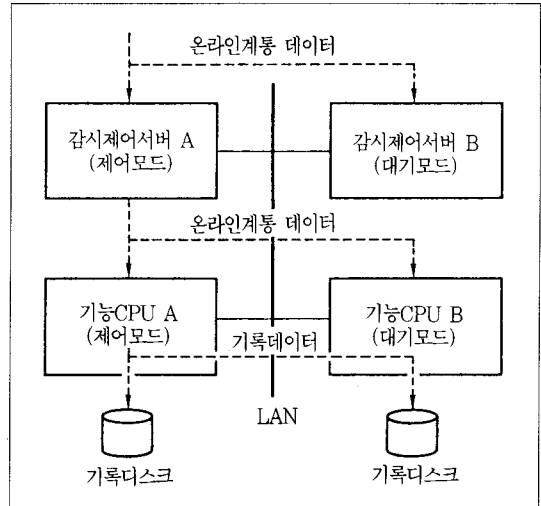 온라인계통 데이터
감시제어서버 A
(제어모드)
감시제어서버 B
(대기모드)
온라인계통 데이터
기능CPU A
(제어모드)
기능CPU B
(대기모드)
기록데이터
LAN
기록디스크
기록디스크